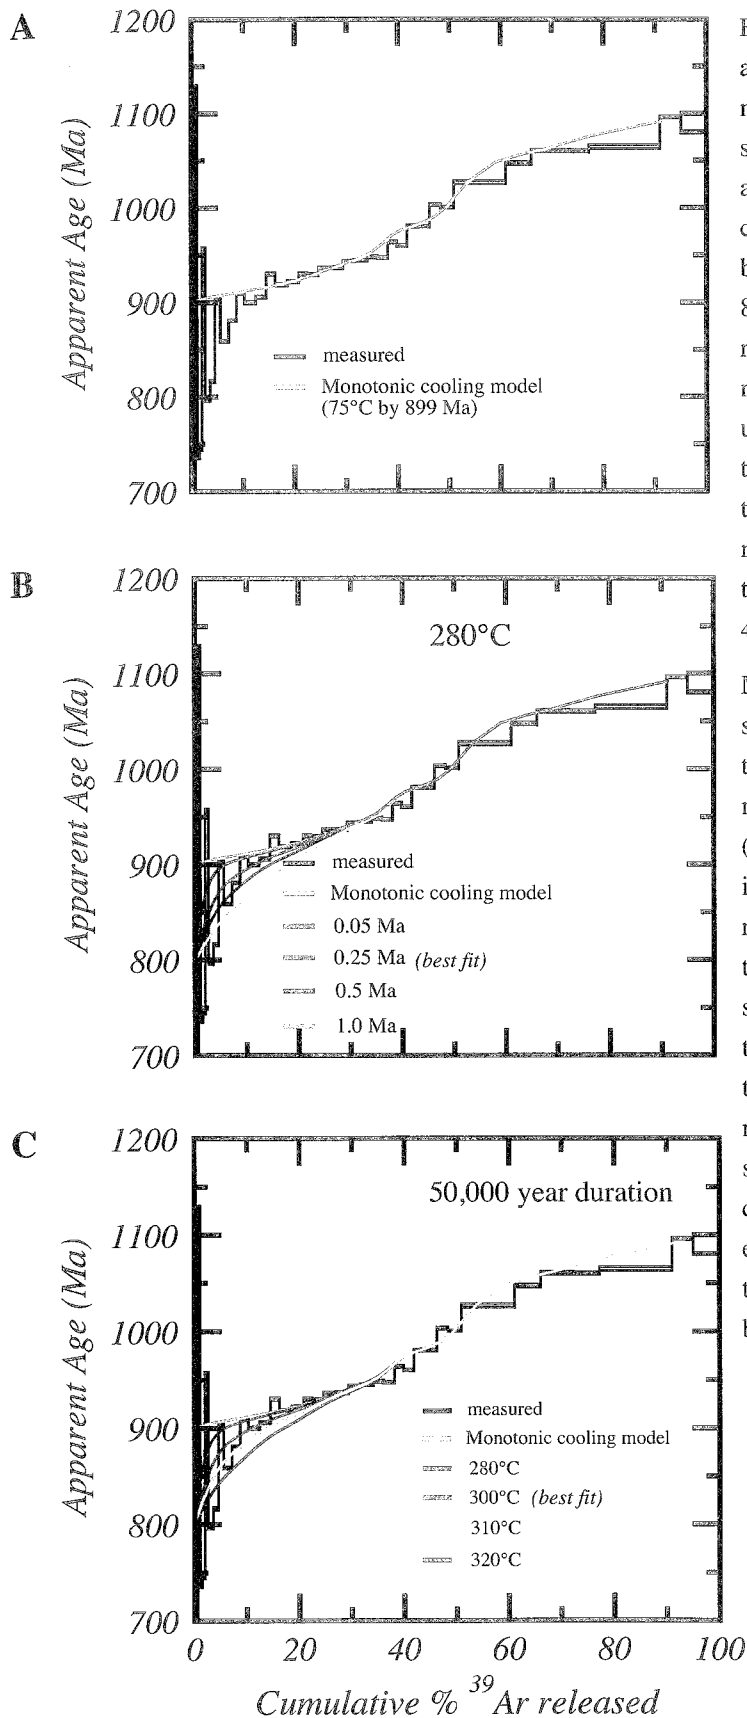 A
1200
1100
1000
900
800
700
Apparent Age (Ma)
measured
Monotonic cooling model
(75°C by 899 Ma)
B
1200
1100
1000
900
800
700
Apparent Age (Ma)
280°C
measured
Monotonic cooling model
0.05 Ma
0.25 Ma (best fit)
0.5 Ma
1.0 Ma
C
1200
1100
1000
900
800
700
Apparent Age (Ma)
50,000 year duration
measured
Monotonic cooling model
280°C
300°C (best fit)
310°C
320°C
0 20 40 60 80 100
Cumulative % ³⁹Ar released